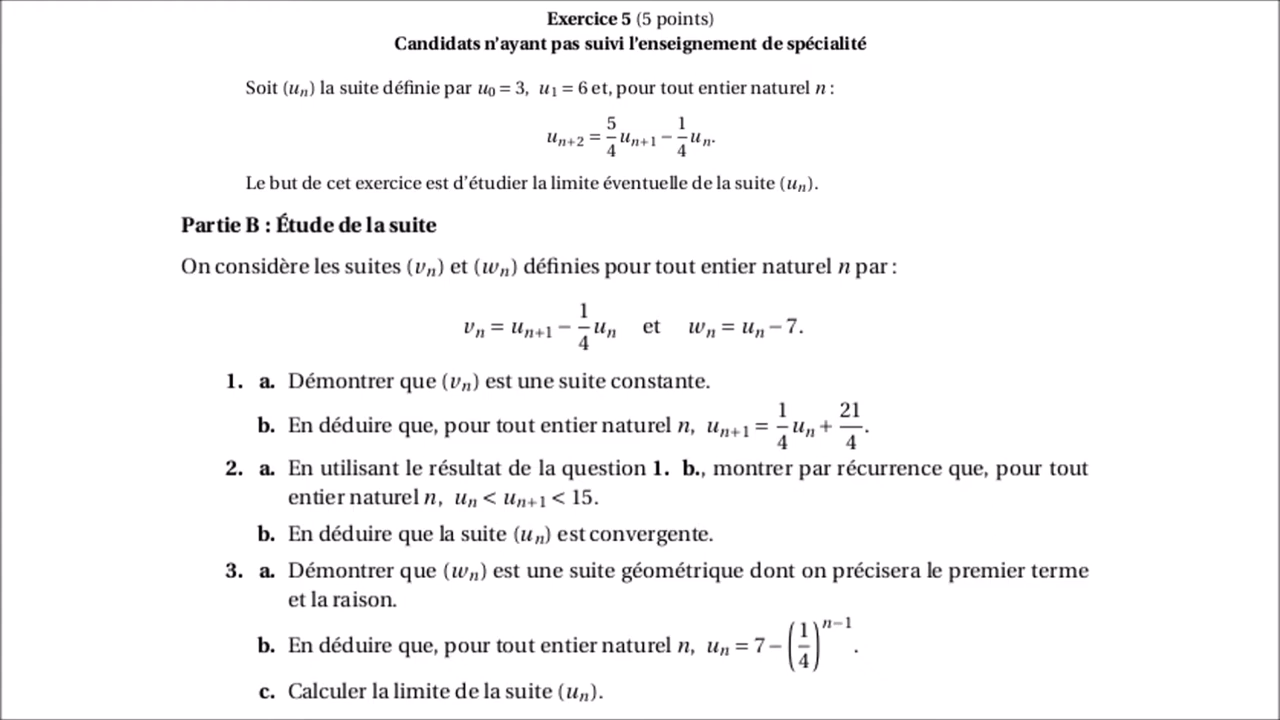 Exercice 5 (5 points)
Candidats n'ayant pas suivi l'enseignement de spécialité
Soit (uₙ) la suite définie par u₀ = 3, u₁ = 6 et, pour tout entier naturel n :
uₙ₊₂ = 5/4 uₙ₊₁ − 1/4 uₙ.
Le but de cet exercice est d'étudier la limite éventuelle de la suite (uₙ).
Partie B : Étude de la suite
On considère les suites (vₙ) et (wₙ) définies pour tout entier naturel n par :
vₙ = uₙ₊₁ − 1/4 uₙ et wₙ = uₙ − 7.
1. a. Démontrer que (vₙ) est une suite constante.
b. En déduire que, pour tout entier naturel n, uₙ₊₁ = 1/4 uₙ + 21/4.
2. a. En utilisant le résultat de la question 1. b., montrer par récurrence que, pour tout
entier naturel n, uₙ < uₙ₊₁ < 15.
b. En déduire que la suite (uₙ) est convergente.
3. a. Démontrer que (wₙ) est une suite géométrique dont on précisera le premier terme
et la raison.
b. En déduire que, pour tout entier naturel n, uₙ = 7 − (1/4)ⁿ⁻¹.
c. Calculer la limite de la suite (uₙ).